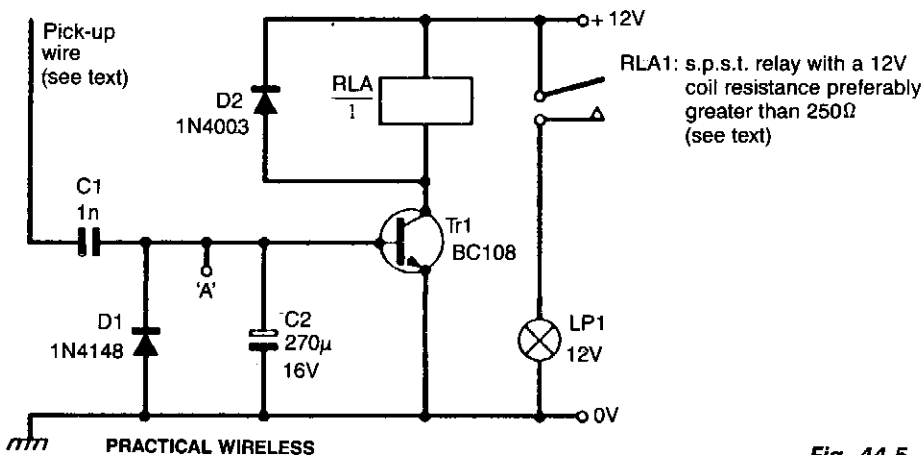 Pick-up
wire
(see text)
D2
1N4003
RLA
1
+ 12V
RLA1: s.p.s.t. relay with a 12V
coil resistance preferably
greater than 250Ω
(see text)
C1
1n
Tr1
BC108
'A'
D1
1N4148
C2
270µ
16V
LP1
12V
0V
PRACTICAL WIRELESS
Fig. 44.5